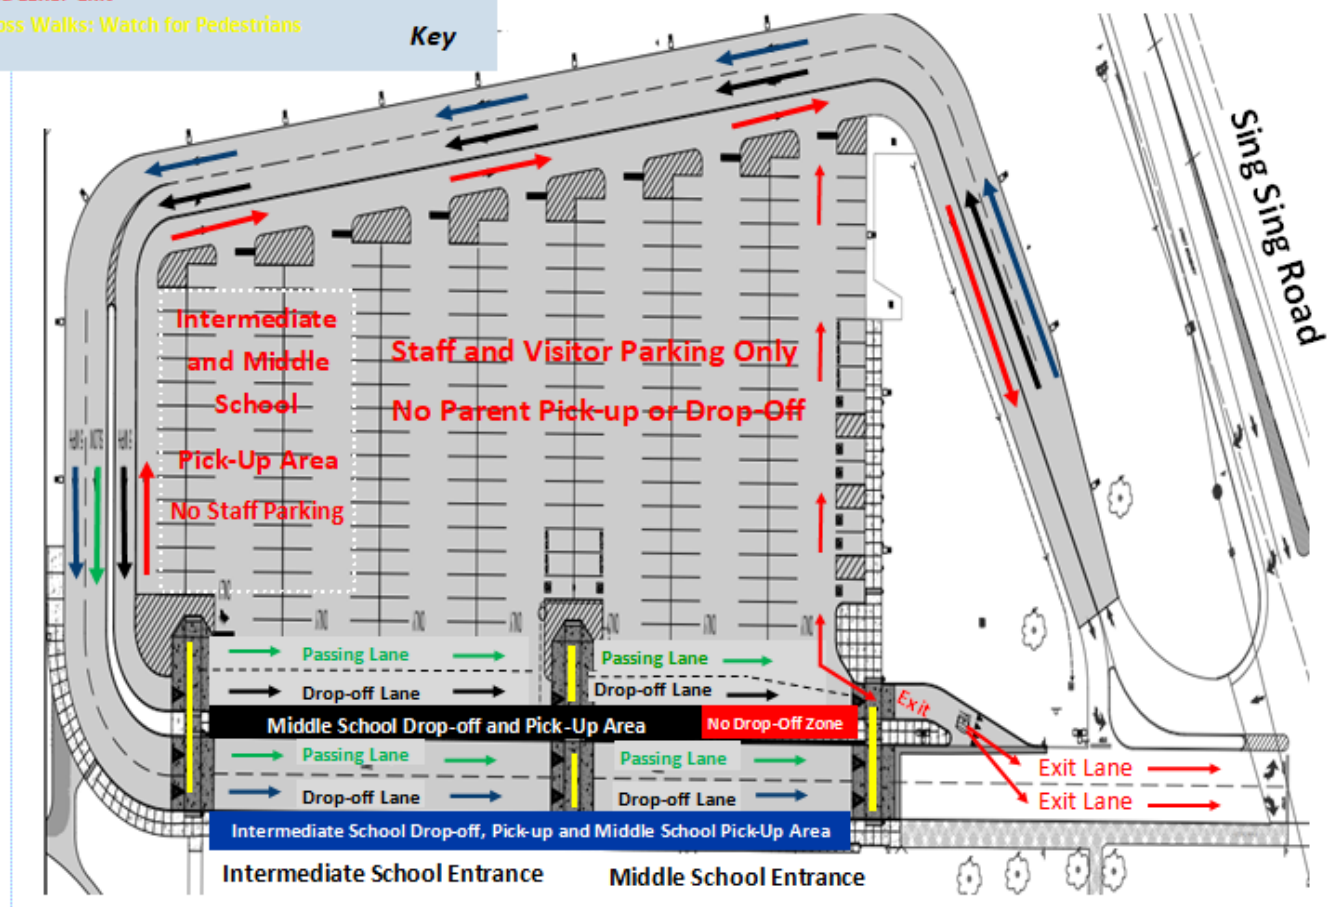 oss Walks: Watch for Pedestrians
Key
Sing Sing Road
Intermediate
and Middle
School
Pick-Up Area
No Staff Parking
Staff and Visitor Parking Only
No Parent Pick-up or Drop-Off
Passing Lane
Passing Lane
Drop-off Lane
Drop-off Lane
Exit
Middle School Drop-off and Pick-Up Area
No Drop-Off Zone
Passing Lane
Passing Lane
Exit Lane
Drop-off Lane
Drop-off Lane
Exit Lane
Intermediate School Drop-off, Pick-up and Middle School Pick-Up Area
Intermediate School Entrance
Middle School Entrance